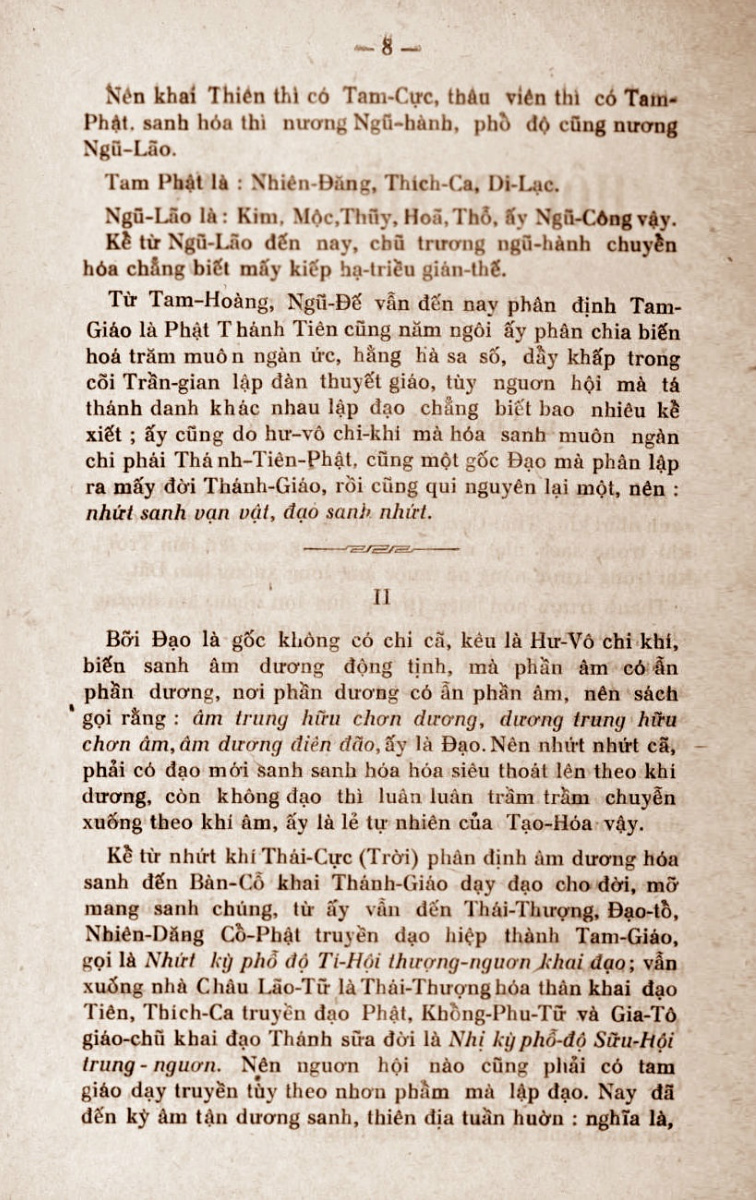 — 8 —
Nên khai Thiên thì có Tam-Cực, thâu viên thì có Tam-
Phật, sanh hóa thì nương Ngũ-hành, phổ độ cũng nương
Ngũ-Lão.
Tam Phật là : Nhiên-Đăng, Thích-Ca, Di-Lạc.
Ngũ-Lão là : Kim, Mộc,Thũy, Hoã, Thổ, ấy Ngũ-Công vậy.
Kể từ Ngũ-Lão đến nay, chũ trương ngũ-hành chuyển
hóa chẳng biết mấy kiếp hạ-triều gián-thế.
Từ Tam-Hoàng, Ngũ-Đế vẫn đến nay phân định Tam-
Giáo là Phật Thánh Tiên cũng năm ngôi ấy phân chia biến
hoá trăm muôn ngàn ức, hằng hà sa số, dẫy khấp trong
cõi Trần-gian lập đàn thuyết giáo, tùy nguơn hội mà tá
thánh danh khác nhau lập đạo chẳng biết bao nhiêu kể
xiết ; ấy cũng do hư-vô chi-khí mà hóa sanh muôn ngàn
chi phái Thánh-Tiên-Phật, cũng một gốc Đạo mà phân lập
ra mấy đời Thánh-Giáo, rồi cũng qui nguyên lại một, nên :
nhứt sanh vạn vật, đạo sanh nhứt.
II
Bỡi Đạo là gốc không có chi cã, kêu là Hư-Vô chi khí,
biến sanh âm dương động tịnh, mà phần âm có ẩn
phần dương, nơi phần dương có ẩn phần âm, nên sách
gọi rằng : âm trung hữu chơn dương, dương trung hữu
chơn âm, âm dương điên đão, ấy là Đạo. Nên nhứt nhứt cã,
phải có đạo mới sanh sanh hóa hóa siêu thoát lên theo khí
dương, còn không đạo thì luân luân trầm trầm chuyễn
xuống theo khí âm, ấy là lẻ tự nhiên của Tạo-Hóa vậy.
Kể từ nhứt khí Thái-Cực (Trời) phân định âm dương hóa
sanh đến Bàn-Cỗ khai Thánh-Giáo dạy đạo cho đời, mỡ
mang sanh chúng, từ ấy vẫn đến Thái-Thượng, Đạo-tổ,
Nhiên-Dăng Cổ-Phật truyền dạo hiệp thành Tam-Giáo,
gọi là Nhứt kỳ phổ độ Tí-Hội thượng-nguơn khai đạo ; vẫn
xuống nhà Châu Lão-Tữ là Thái-Thượng hóa thân khai đạo
Tiên, Thích-Ca truyền đạo Phật, Khổng-Phu-Tữ và Gia-Tô
giáo-chũ khai đạo Thánh sữa đời là Nhị kỳ phổ-độ Sữu-Hội
trung - nguơn. Nên nguơn hội nào cũng phải có tam
giáo dạy truyền tùy theo nhơn phẩm mà lập đạo. Nay đã
đến kỳ âm tận dương sanh, thiên địa tuần huờn : nghĩa là,